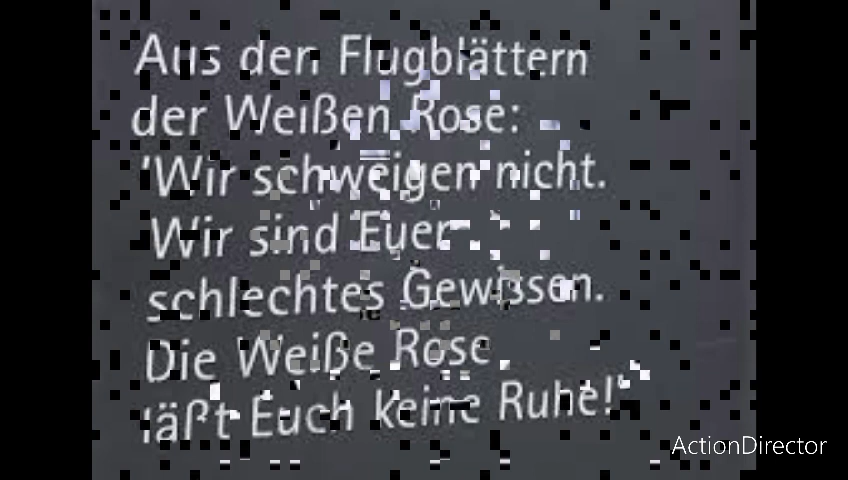 Aus den Flugblättern
der Weißen Rose:
'Wir schweigen nicht.
Wir sind Euer
schlechtes Gewissen.
Die Weiße Rose
läßt Euch keine Ruhe!'
ActionDirector